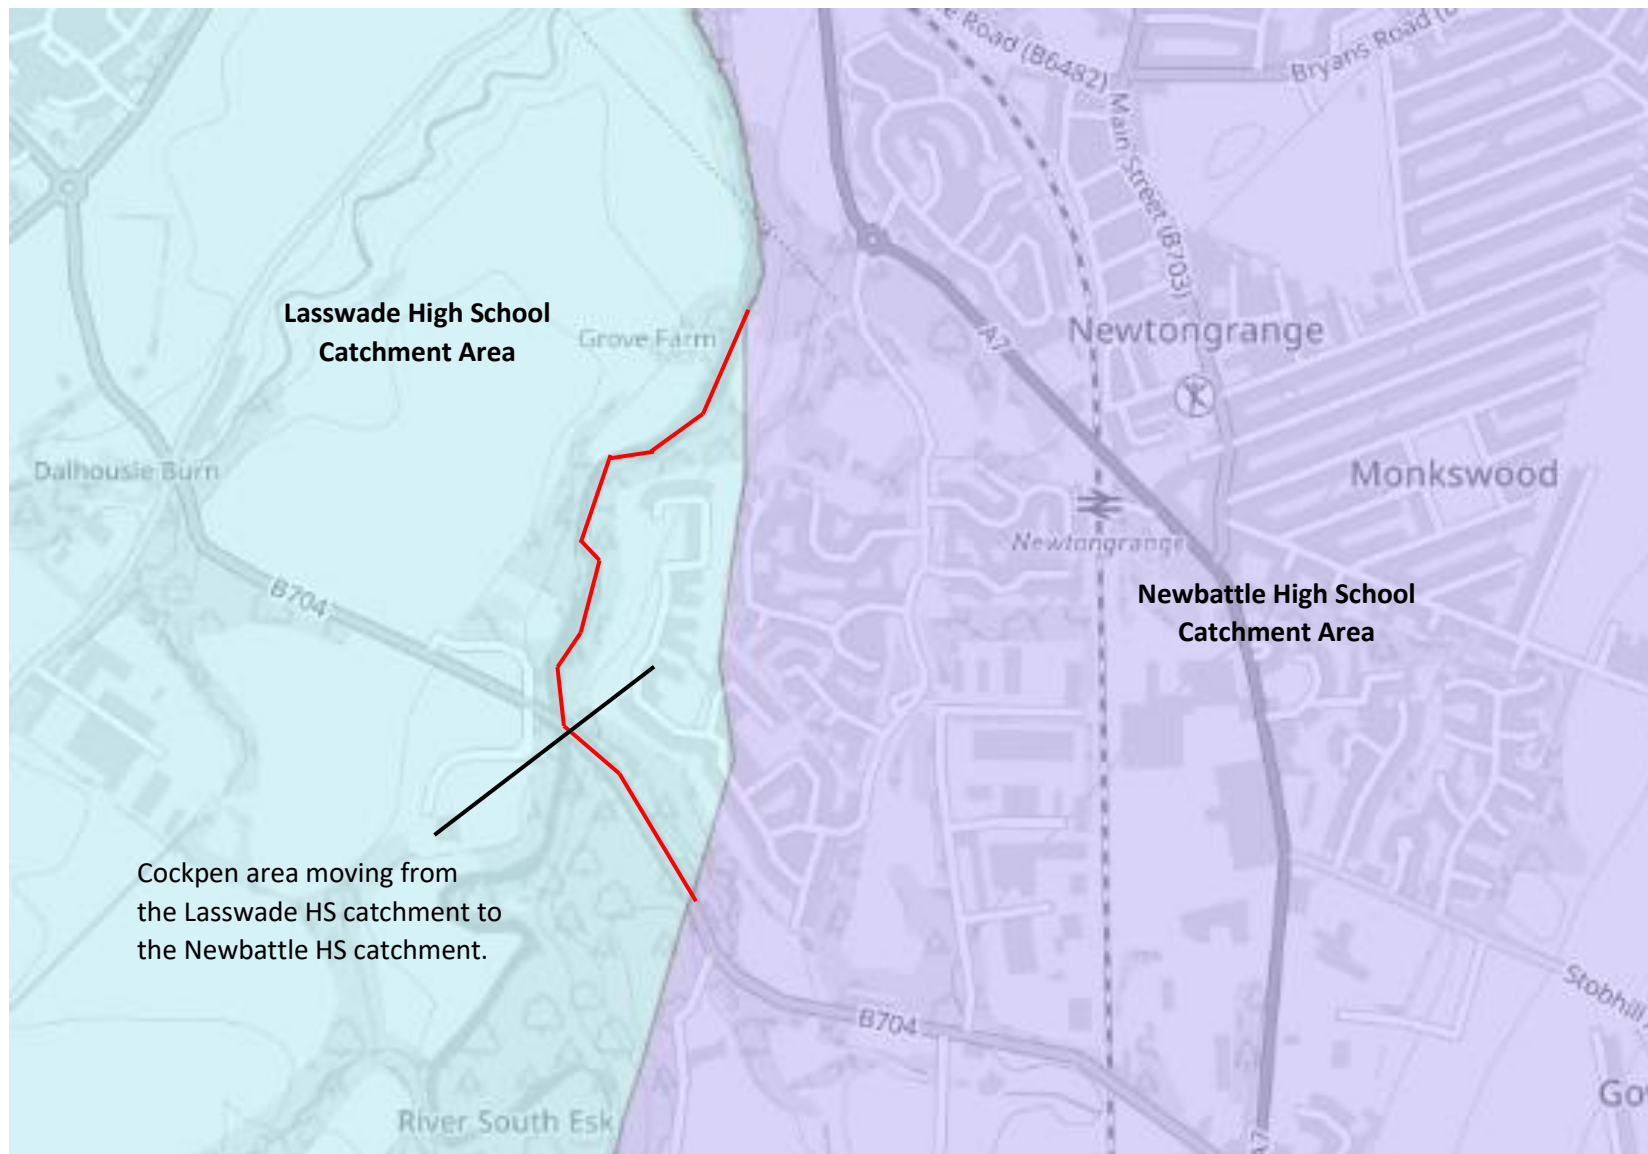 e Road (B6482)
Bryans Road (
Main Street (B703)
Lasswade High School
Catchment Area
Grove Farm
A7
Newtongrange
Dalhousie Burn
Monkswood
Newtongrange
B704
Newbattle High School
Catchment Area
Cockpen area moving from
the Lasswade HS catchment to
the Newbattle HS catchment.
Stobhill
B704
River South Esk
Go
A7